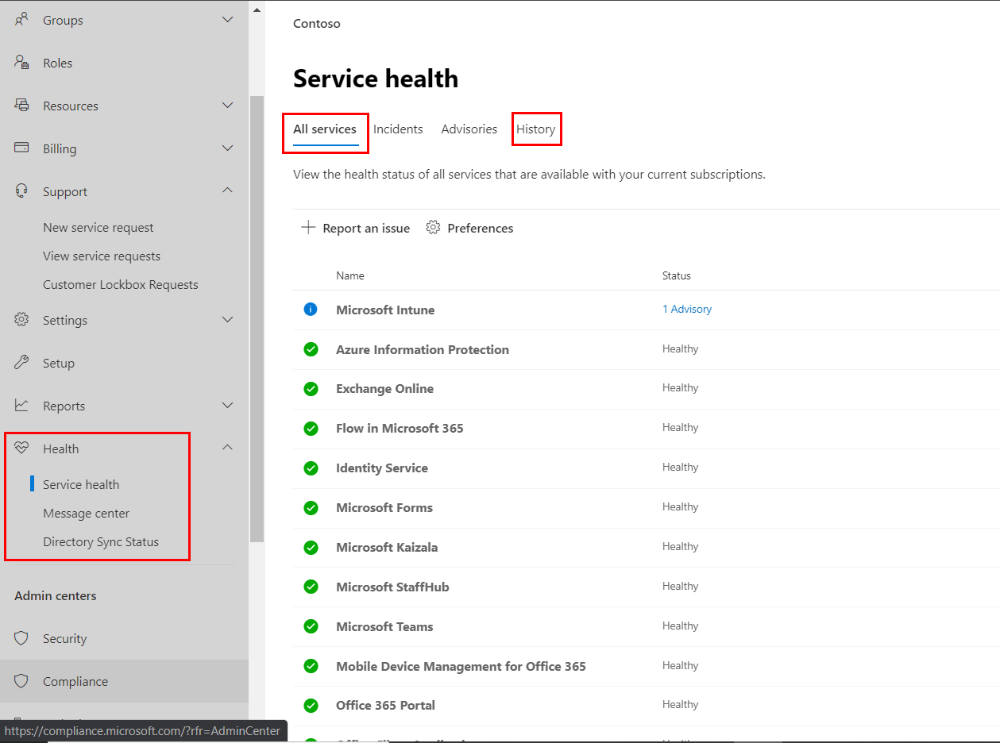 Groups
Roles
Resources
Billing
Support
New service request
View service requests
Customer Lockbox Requests
Settings
Setup
Reports
Health
Service health
Message center
Directory Sync Status
Admin centers
Security
Compliance
https://compliance.microsoft.com/?rfr=AdminCenter
Contoso
Service health
All services Incidents Advisories History
View the health status of all services that are available with your current subscriptions.
Report an issue Preferences
Name Status
Microsoft Intune 1 Advisory
Azure Information Protection Healthy
Exchange Online Healthy
Flow in Microsoft 365 Healthy
Identity Service Healthy
Microsoft Forms Healthy
Microsoft Kaizala Healthy
Microsoft StaffHub Healthy
Microsoft Teams Healthy
Mobile Device Management for Office 365 Healthy
Office 365 Portal Healthy